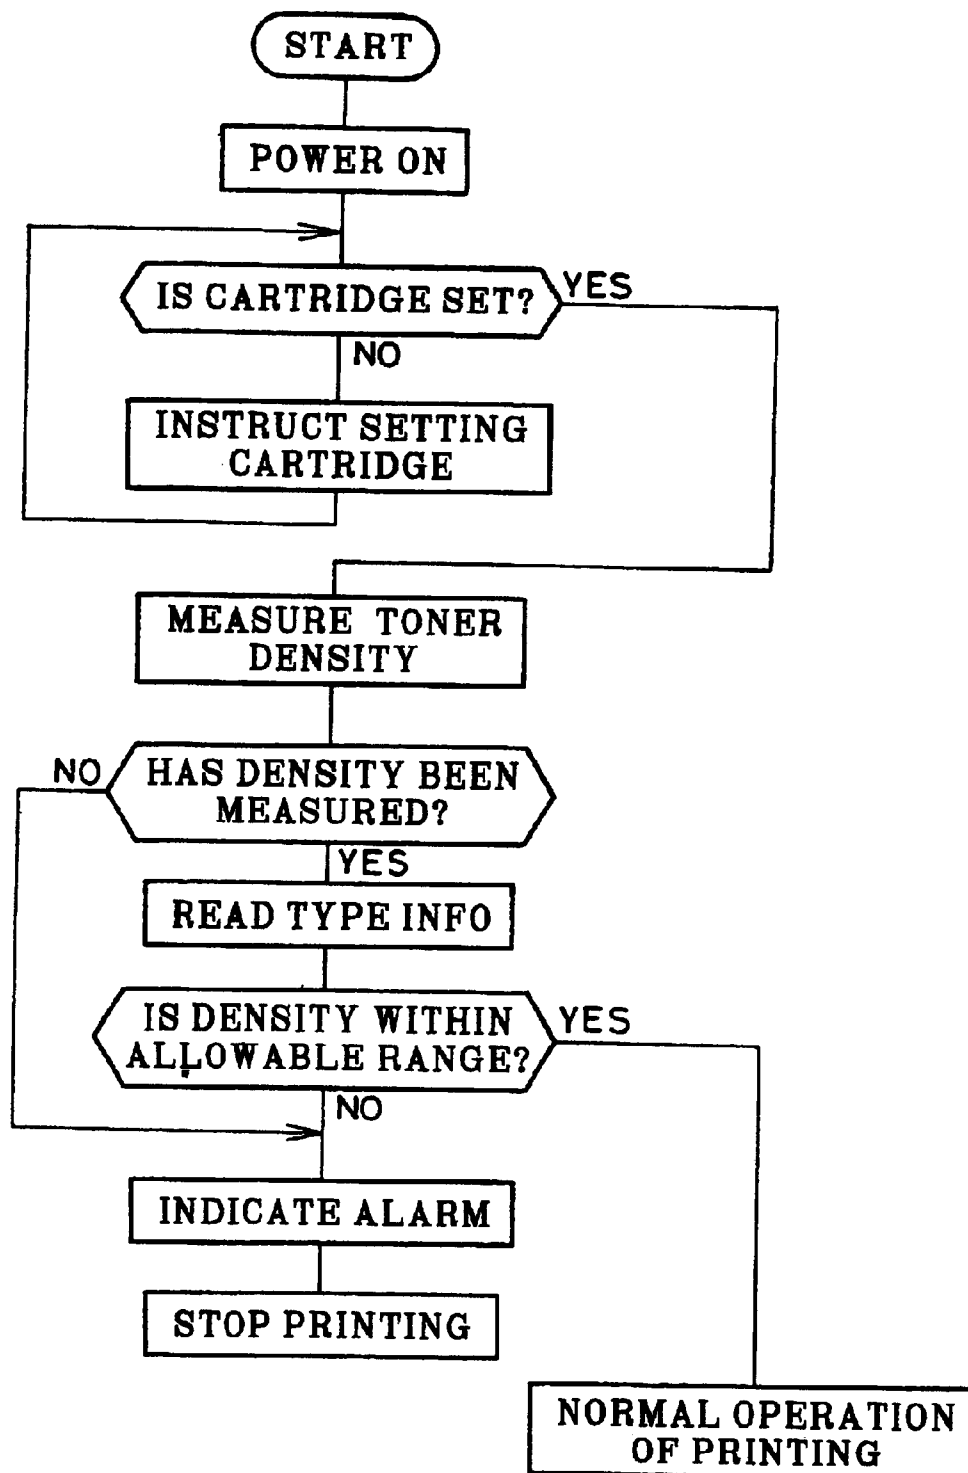 START
POWER ON
IS CARTRIDGE SET?
YES
NO
INSTRUCT SETTING
CARTRIDGE
MEASURE TONER
DENSITY
NO
HAS DENSITY BEEN
MEASURED?
YES
READ TYPE INFO
IS DENSITY WITHIN
ALLOWABLE RANGE?
YES
NO
INDICATE ALARM
STOP PRINTING
NORMAL OPERATION
OF PRINTING